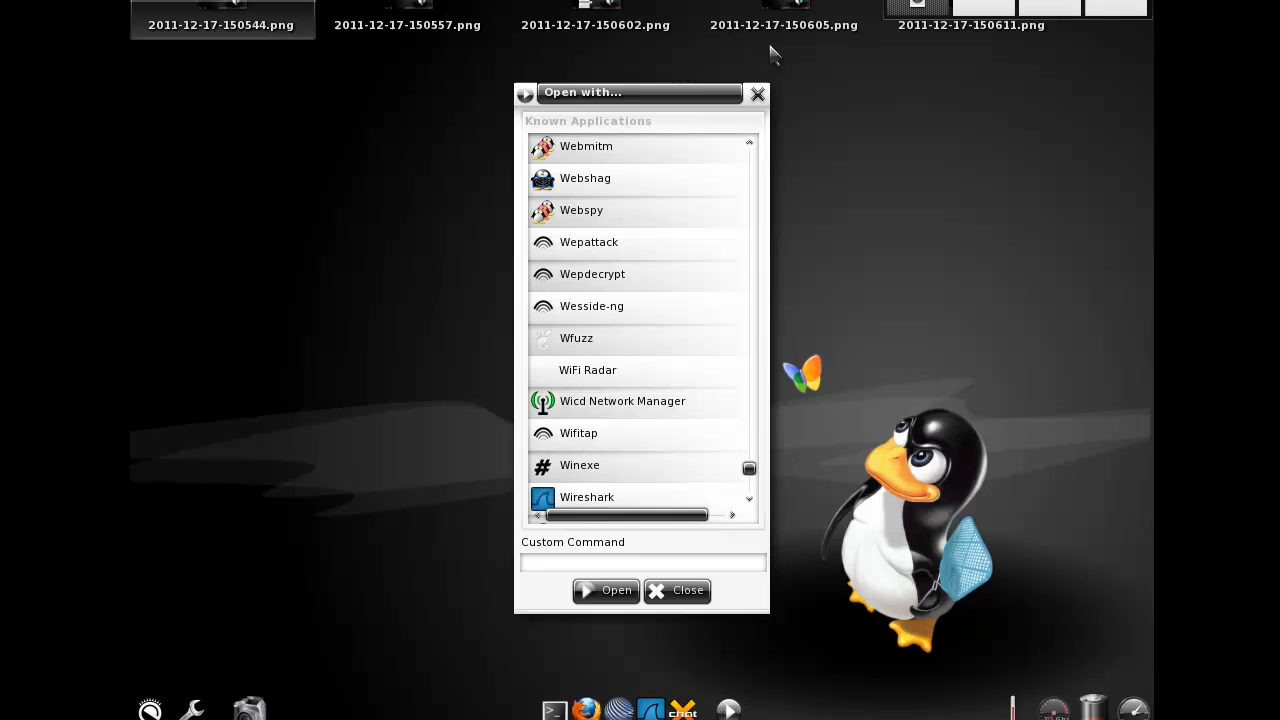 2011-12-17-150544.png
2011-12-17-150557.png
2011-12-17-150602.png
2011-12-17-150605.png
2011-12-17-150611.png
Open with...
Known Applications
Webmitm
Webshag
Webspy
Wepattack
Wepdecrypt
Wesside-ng
Wfuzz
WiFi Radar
Wicd Network Manager
Wifitap
Winexe
Wireshark
Custom Command
Open
Close